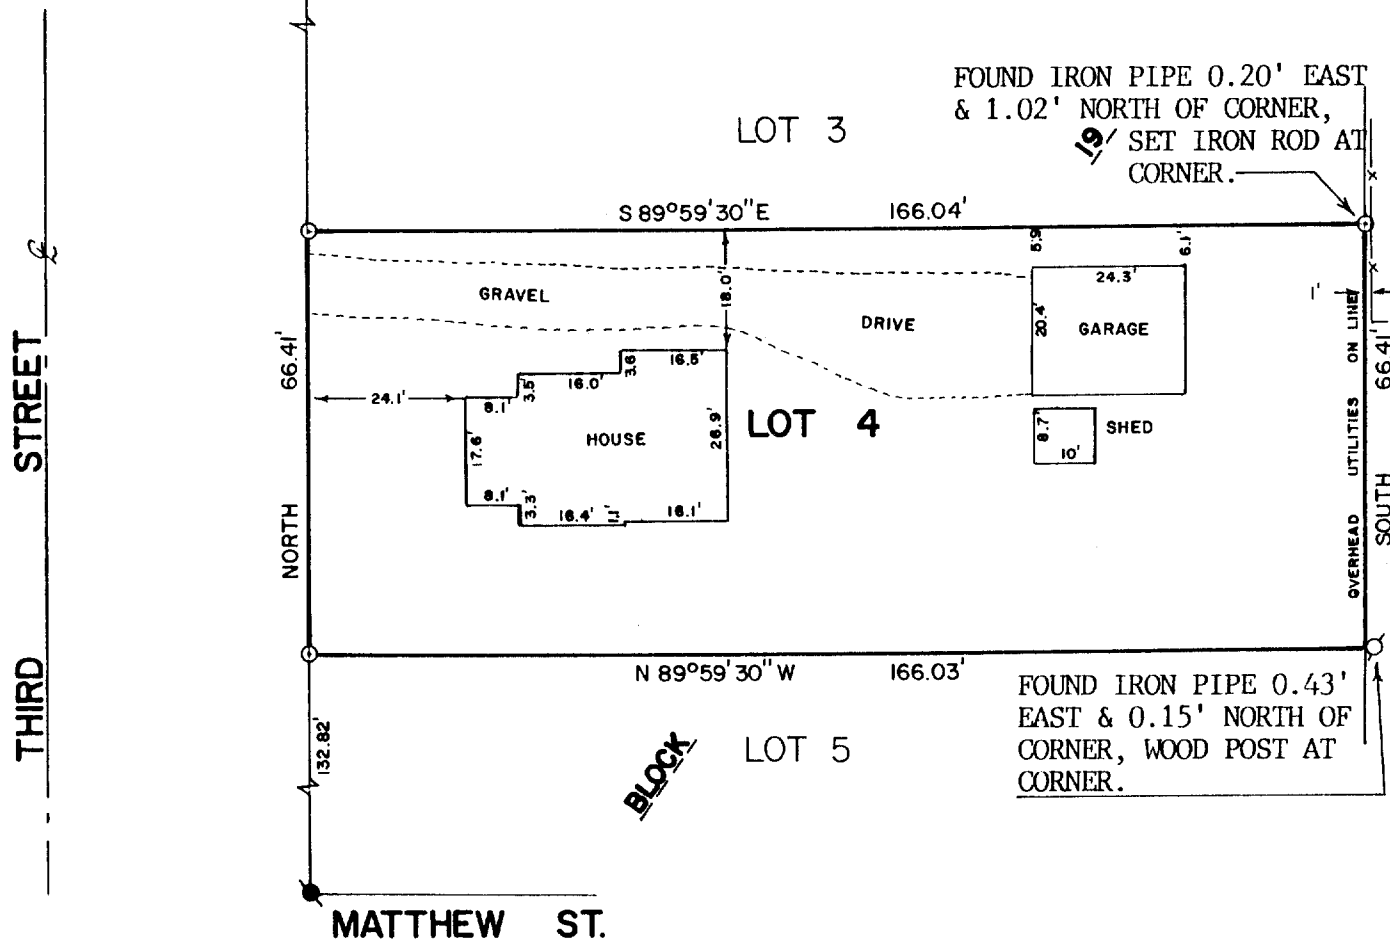 FOUND IRON PIPE 0.20' EAST
& 1.02' NORTH OF CORNER,
SET IRON ROD AT
CORNER.
LOT 3
19
S 89°59'30"E 166.04'
5.9
6.1'
GRAVEL
18.0'
DRIVE
24.3'
20.4'
GARAGE
1'
66.41'
24.1'
8.1'
3.5'
16.0'
3.6'
16.5'
17.6'
HOUSE
LOT 4
8.7'
10'
SHED
8.1'
3.3'
16.4'
1.1'
16.1'
NORTH
OVERHEAD UTILITIES ON LINE
66.41'
SOUTH
THIRD STREET
N 89°59'30"W 166.03'
132.82'
BLOCK
LOT 5
FOUND IRON PIPE 0.43'
EAST & 0.15' NORTH OF
CORNER, WOOD POST AT
CORNER.
MATTHEW ST.